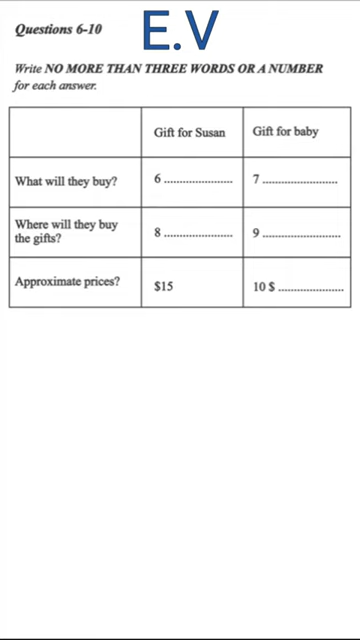 E.V
Questions 6-10
Write NO MORE THAN THREE WORDS OR A NUMBER
for each answer.
Gift for Susan
Gift for baby
What will they buy?
6 ........................
7 ..........................
Where will they buy
the gifts?
8 ........................
9 ...........................
Approximate prices?
$15
10 $ ......................